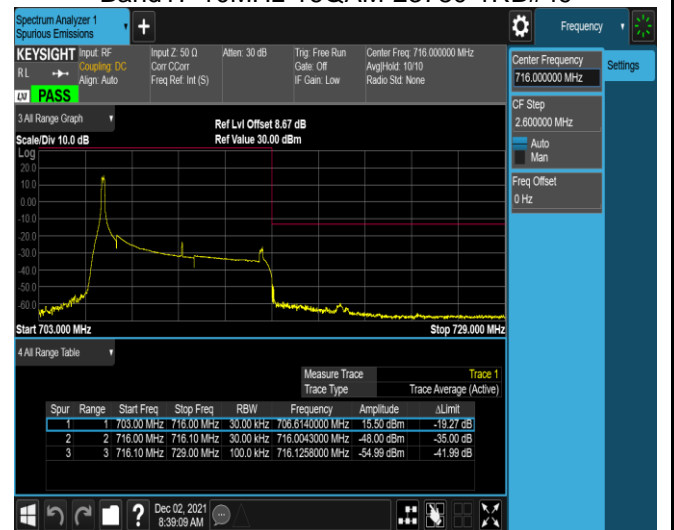 Spectrum Analyzer 1
Spurious Emissions
Frequency
KEYSIGHT
RL
Input: RF
Coupling: DC
Align: Auto
Input Z: 50 Ω
Corr CCorr
Freq Ref: Int (S)
Atten: 30 dB
Trig: Free Run
Gate: Off
IF Gain: Low
Center Freq: 716.000000 MHz
Avg|Hold: 10/10
Radio Std: None
PASS
Center Frequency
716.000000 MHz
Settings
CF Step
2.600000 MHz
Auto
Man
Freq Offset
0 Hz
3 All Range Graph
Scale/Div 10.0 dB
Ref Lvl Offset 8.67 dB
Ref Value 30.00 dBm
Log
20.0
10.0
0.00
-10.0
-20.0
-30.0
-40.0
-50.0
-60.0
Start 703.000 MHz
Stop 729.000 MHz
4 All Range Table
Measure Trace Trace 1
Trace Type Trace Average (Active)
Spur Range Start Freq Stop Freq RBW Frequency Amplitude ΔLimit
1 1 703.00 MHz 716.00 MHz 30.00 kHz 706.6140000 MHz 15.50 dBm -19.27 dB
2 2 716.00 MHz 716.10 MHz 30.00 kHz 716.0043000 MHz -48.00 dBm -35.00 dB
3 3 716.10 MHz 729.00 MHz 100.0 kHz 716.1258000 MHz -54.99 dBm -41.99 dB
Dec 02, 2021
8:39:09 AM